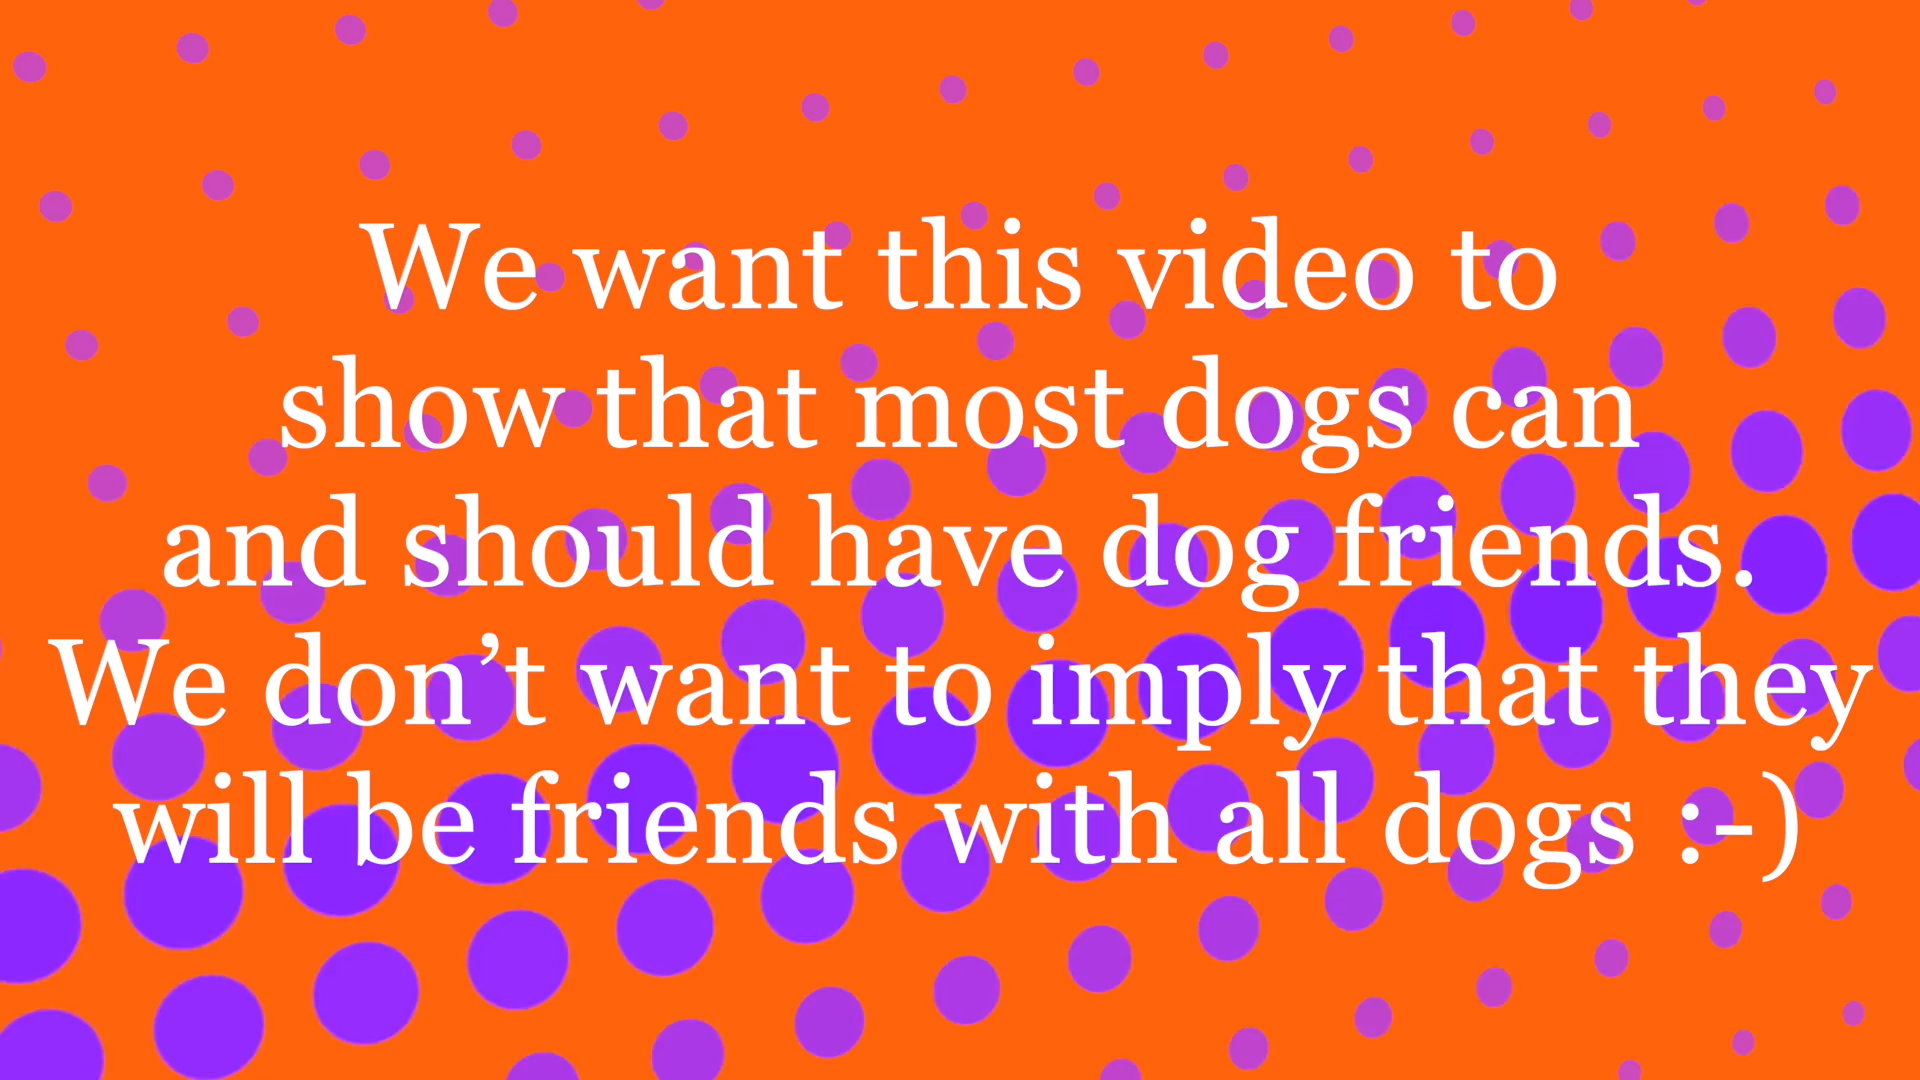 We want this video to
show that most dogs can
and should have dog friends.
We don’t want to imply that they
will be friends with all dogs :-)